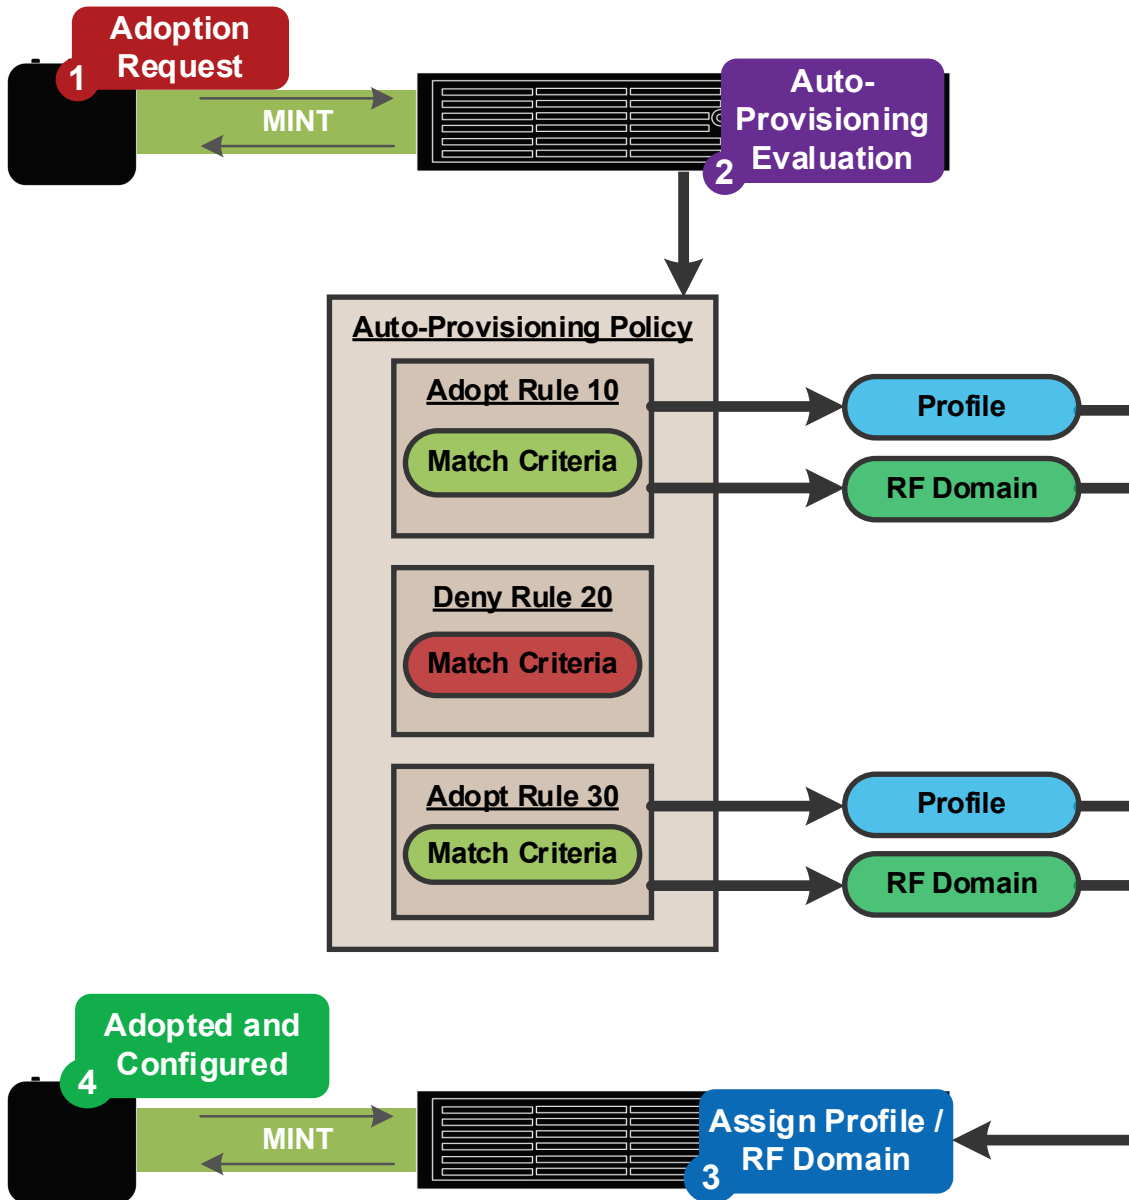 Adoption
Request
1
MINT
Auto-
Provisioning
Evaluation
2
Auto-Provisioning Policy
Adopt Rule 10
Match Criteria
Profile
RF Domain
Deny Rule 20
Match Criteria
Adopt Rule 30
Match Criteria
Profile
RF Domain
Adopted and
Configured
4
MINT
Assign Profile /
RF Domain
3